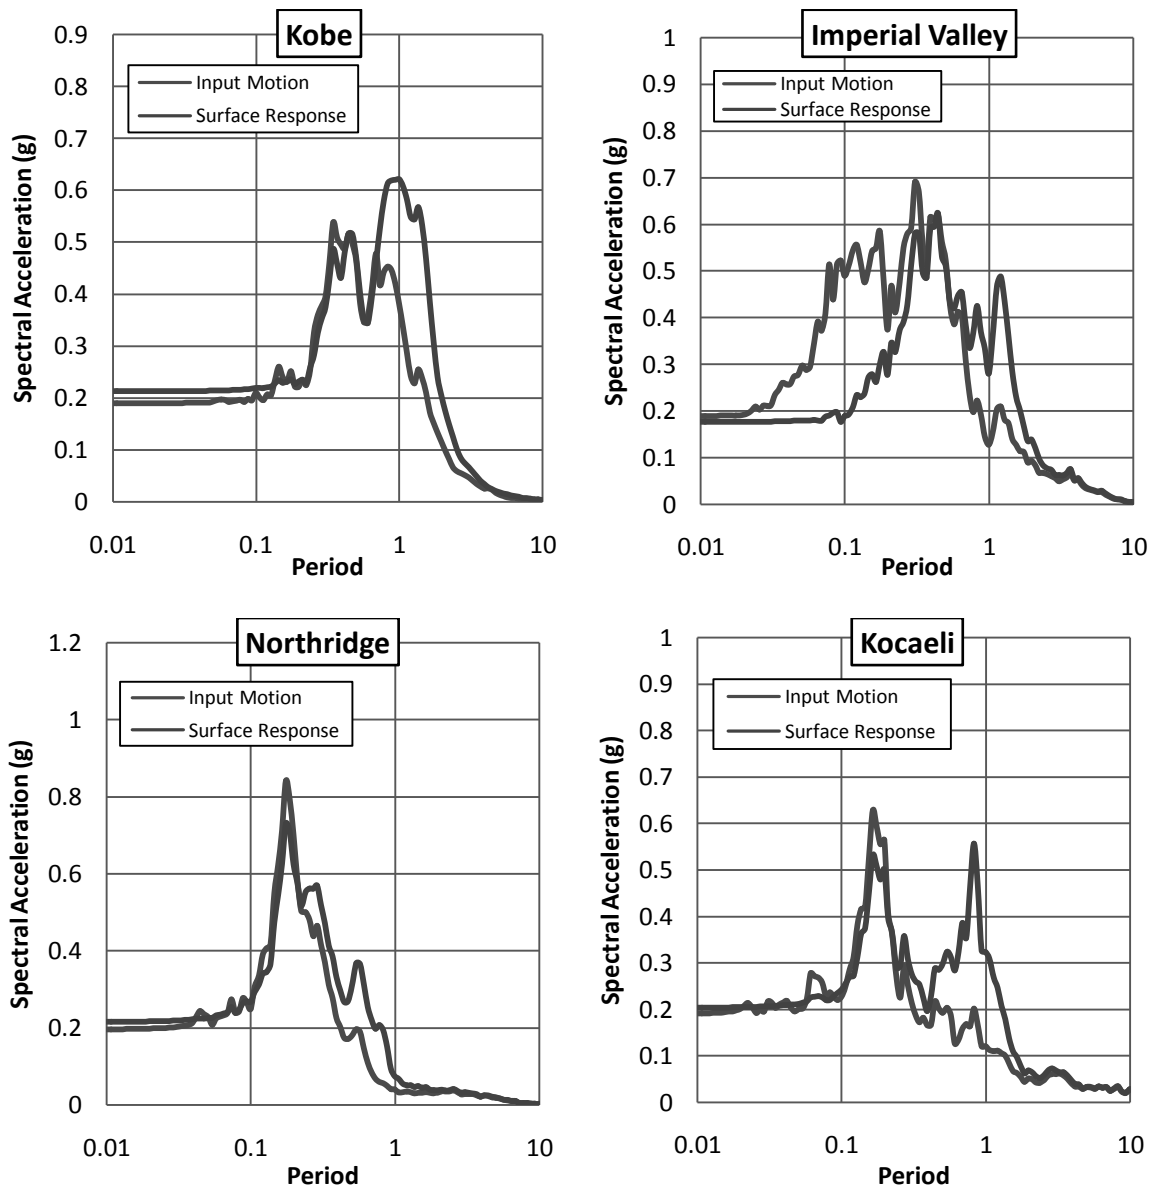 Kobe
0.9
0.8
0.7
0.6
0.5
0.4
0.3
0.2
0.1
0
Spectral Acceleration (g)
Input Motion
Surface Response
0.01 0.1 1 10
Period
Imperial Valley
1
0.9
0.8
0.7
0.6
0.5
0.4
0.3
0.2
0.1
0
Spectral Acceleration (g)
Input Motion
Surface Response
0.01 0.1 1 10
Period
Northridge
1.2
1
0.8
0.6
0.4
0.2
0
Spectral Acceleration (g)
Input Motion
Surface Response
0.01 0.1 1 10
Period
Kocaeli
1
0.9
0.8
0.7
0.6
0.5
0.4
0.3
0.2
0.1
0
Spectral Acceleration (g)
Input Motion
Surface Response
0.01 0.1 1 10
Period